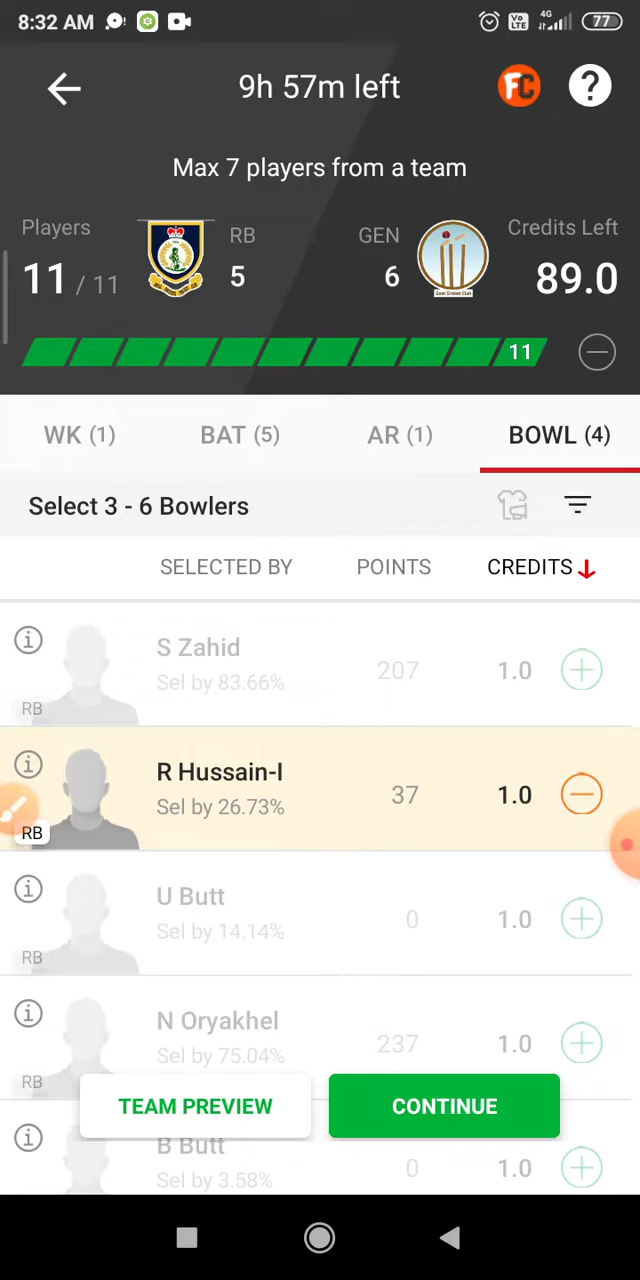 8:32 AM
Vo LTE 4G 77
9h 57m left
FC
?
Max 7 players from a team
Players
11 / 11
RB
5
GEN
6
Credits Left
89.0
11
WK (1)
BAT (5)
AR (1)
BOWL (4)
Select 3 - 6 Bowlers
SELECTED BY
POINTS
CREDITS
S Zahid
Sel by 83.66%
207
1.0
RB
R Hussain-I
Sel by 26.73%
37
1.0
RB
U Butt
Sel by 14.14%
0
1.0
RB
N Oryakhel
Sel by 75.04%
237
1.0
RB
TEAM PREVIEW
CONTINUE
B Butt
Sel by 3.58%
0
1.0